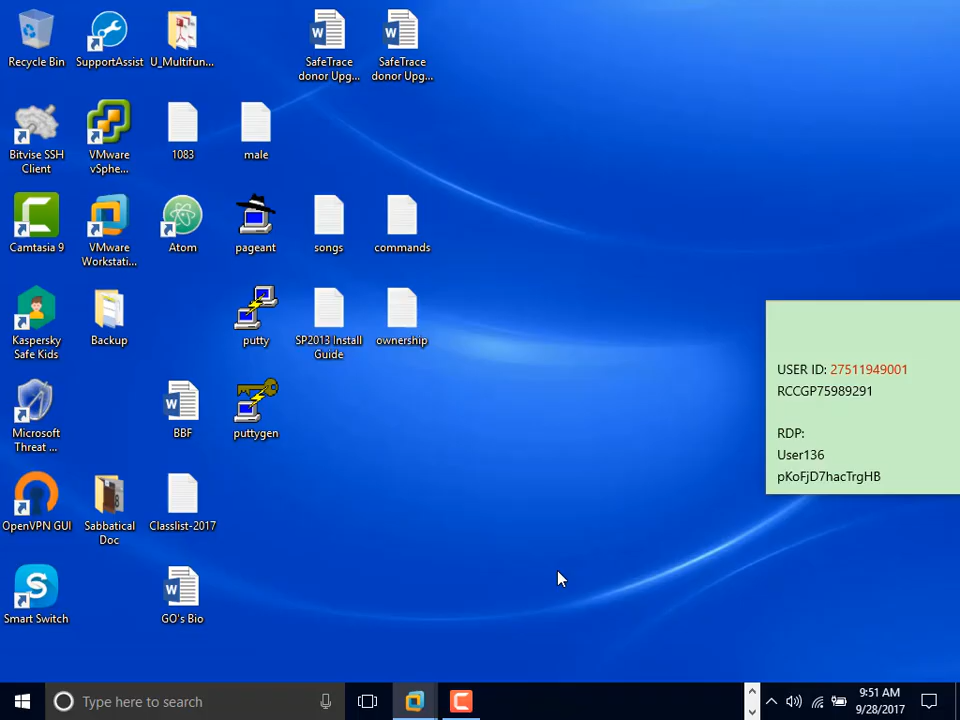 Recycle Bin
SupportAssist
U_Multifun...
SafeTrace
donor Upg...
SafeTrace
donor Upg...
Bitvise SSH
Client
VMware
vSphe...
1083
male
Camtasia 9
VMware
Workstati...
Atom
pageant
songs
commands
Kaspersky
Safe Kids
Backup
putty
SP2013 Install
Guide
ownership
USER ID: 27511949001
RCCGP75989291
RDP:
User136
pKoFjD7hacTrgHB
Microsoft
Threat ...
BBF
puttygen
OpenVPN GUI
Sabbatical
Doc
Classlist-2017
Smart Switch
GO's Bio
Type here to search
9:51 AM
9/28/2017